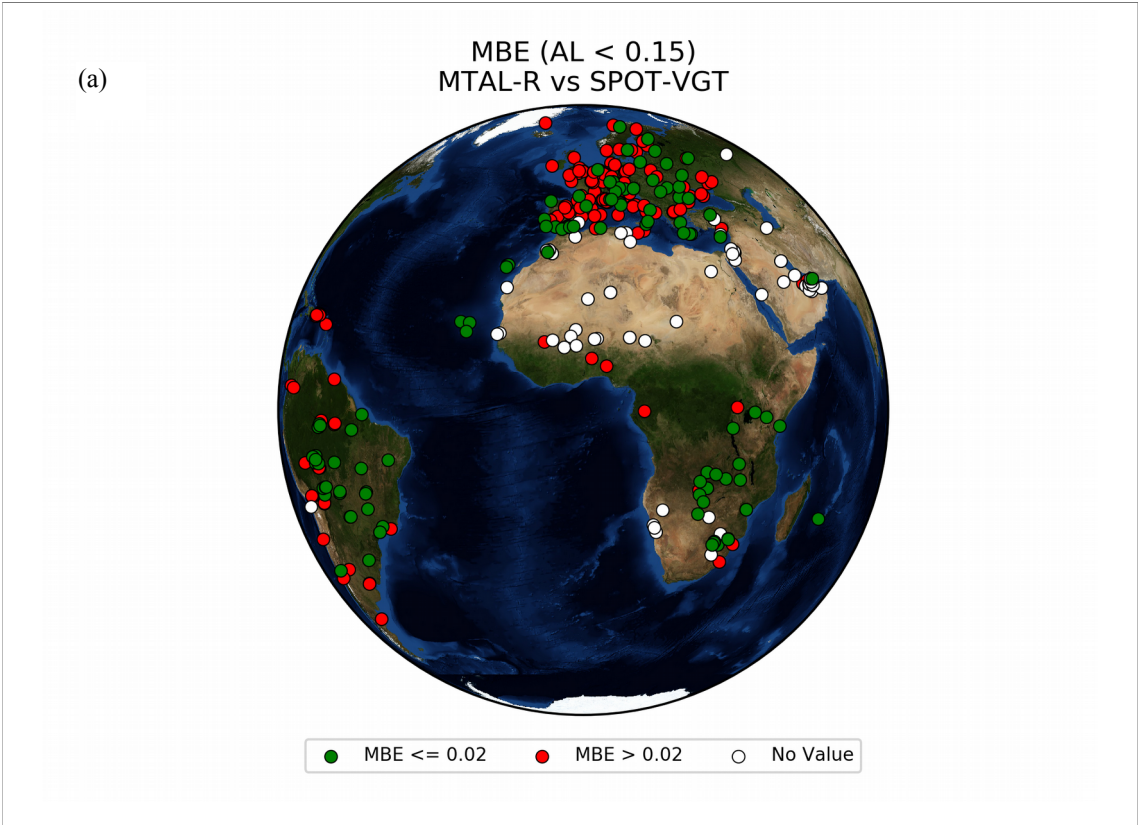 MBE (AL < 0.15)
MTAL-R vs SPOT-VGT
(a)
MBE <= 0.02 MBE > 0.02 No Value